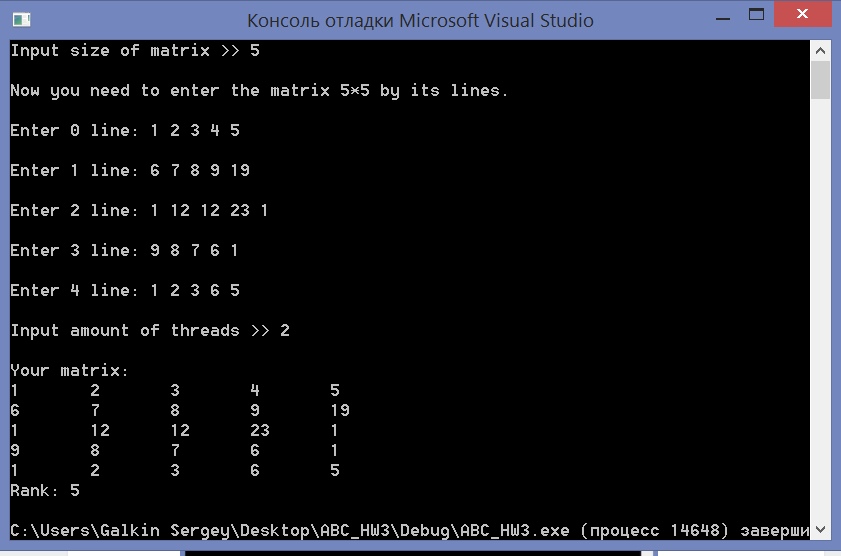 Консоль отладки Microsoft Visual Studio
Input size of matrix >> 5
Now you need to enter the matrix 5*5 by its lines.
Enter 0 line: 1 2 3 4 5
Enter 1 line: 6 7 8 9 19
Enter 2 line: 1 12 12 23 1
Enter 3 line: 9 8 7 6 1
Enter 4 line: 1 2 3 6 5
Input amount of threads >> 2
Your matrix:
1 2 3 4 5
6 7 8 9 19
1 12 12 23 1
9 8 7 6 1
1 2 3 6 5
Rank: 5
C:\Users\Galkin Sergey\Desktop\ABC_HW3\Debug\ABC_HW3.exe (процесс 14648) заверши